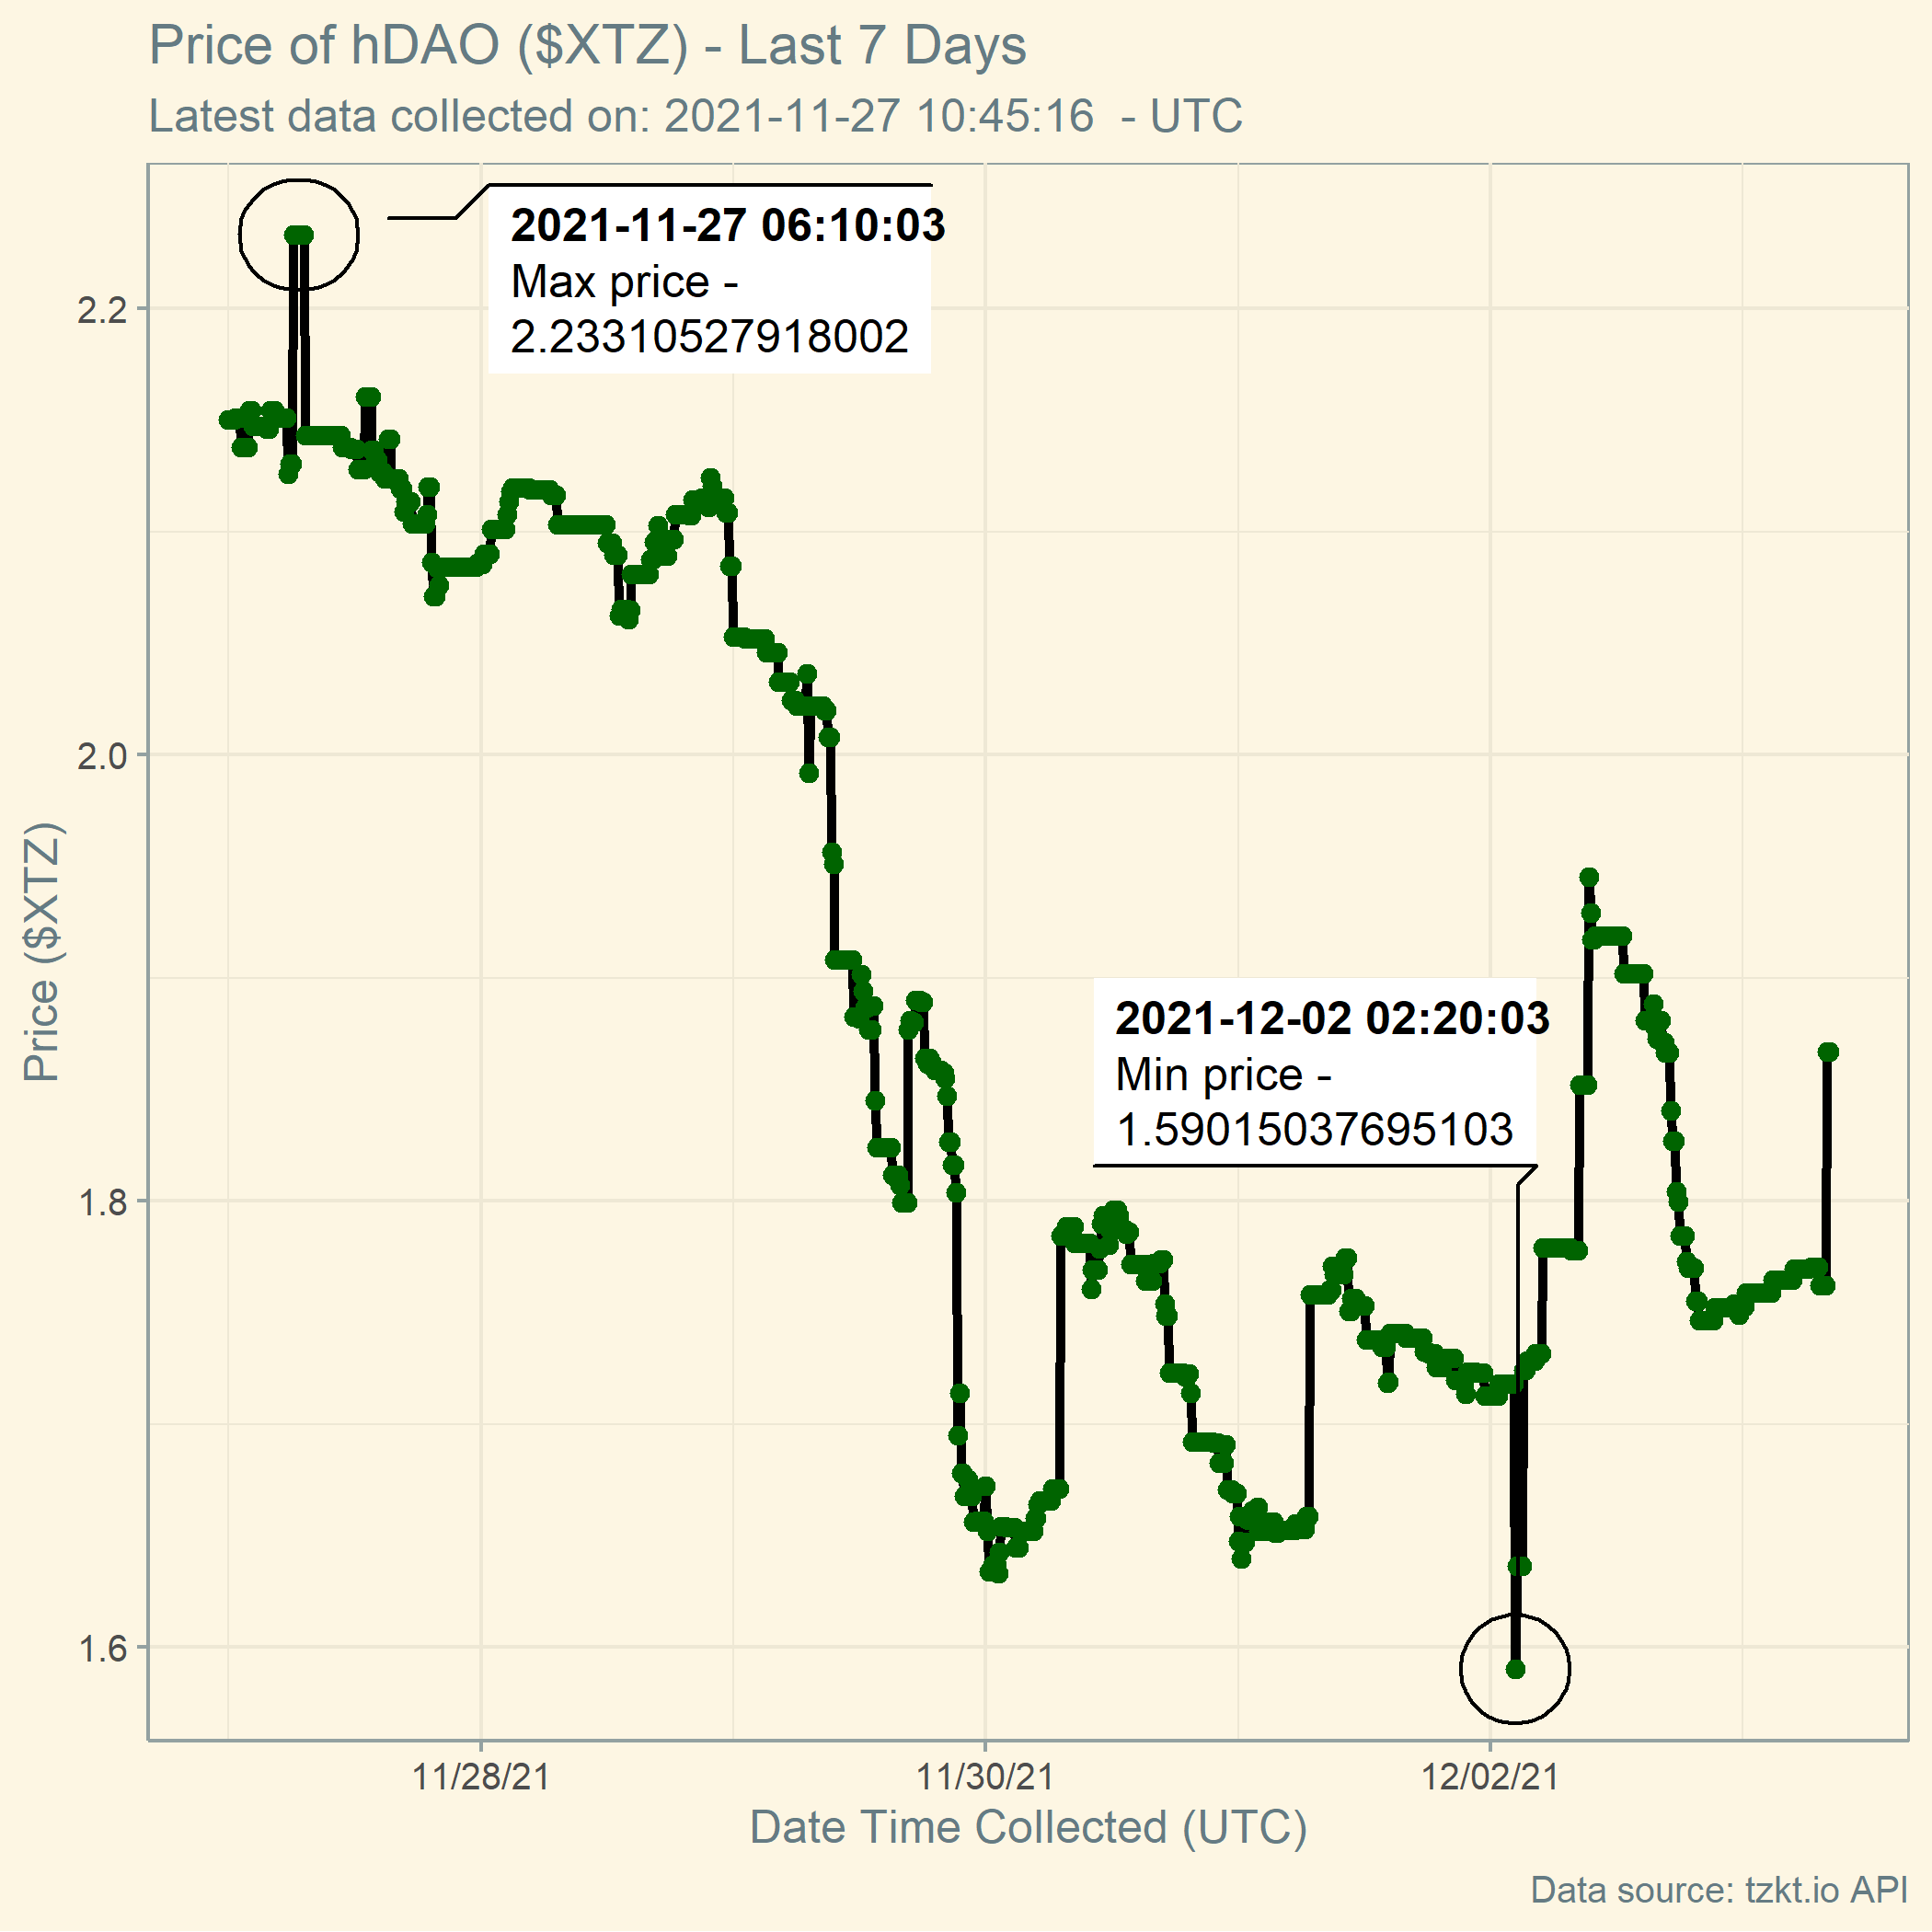 Price of hDAO ($XTZ) - Last 7 Days
Latest data collected on: 2021-11-27 10:45:16  - UTC
2021-11-27 06:10:03
Max price -
2.23310527918002
2.2
2.0
1.8
1.6
Price ($XTZ)
2021-12-02 02:20:03
Min price -
1.59015037695103
11/28/21
11/30/21
12/02/21
Date Time Collected (UTC)
Data source: tzkt.io API